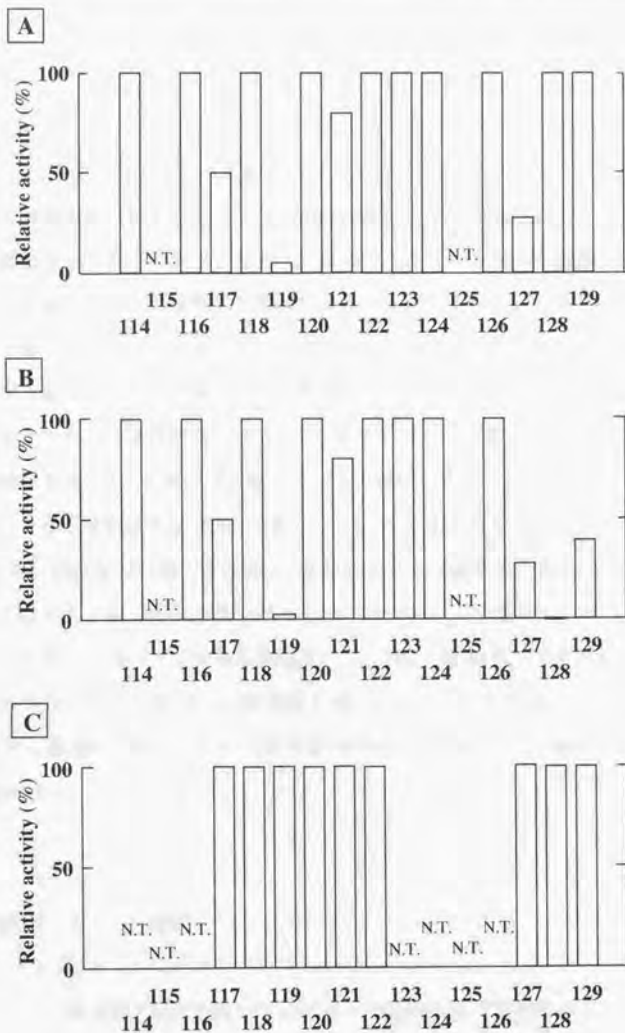 A
Relative activity (%)
100
50
0
N.T.
N.T.
115 117 119 121 123 125 127 129
114 116 118 120 122 124 126 128
B
Relative activity (%)
100
50
0
N.T.
N.T.
115 117 119 121 123 125 127 129
114 116 118 120 122 124 126 128
C
Relative activity (%)
100
50
0
N.T. N.T. N.T. N.T.
N.T. N.T. N.T.
115 117 119 121 123 125 127 129
114 116 118 120 122 124 126 128